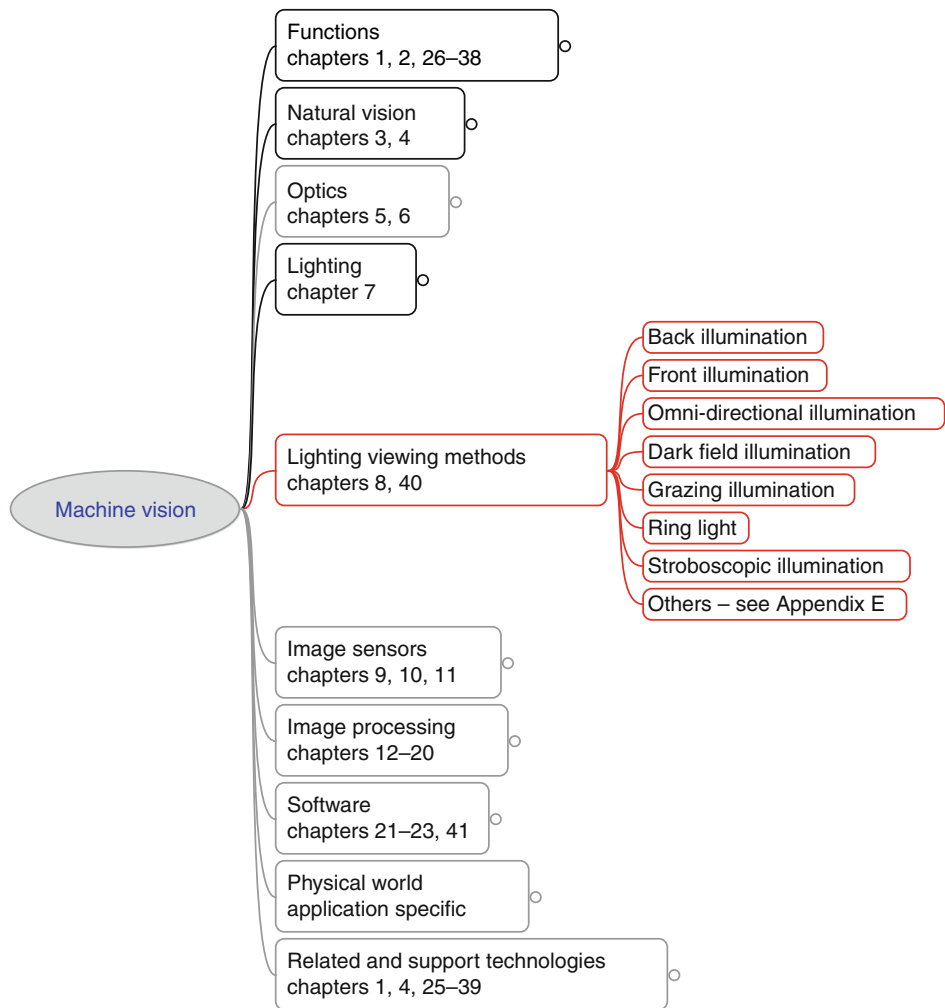 Functions
chapters 1, 2, 26–38
Natural vision
chapters 3, 4
Optics
chapters 5, 6
Lighting
chapter 7
Back illumination
Front illumination
Omni-directional illumination
Lighting viewing methods
chapters 8, 40
Dark field illumination
Grazing illumination
Machine vision
Ring light
Stroboscopic illumination
Others – see Appendix E
Image sensors
chapters 9, 10, 11
Image processing
chapters 12–20
Software
chapters 21–23, 41
Physical world
application specific
Related and support technologies
chapters 1, 4, 25–39